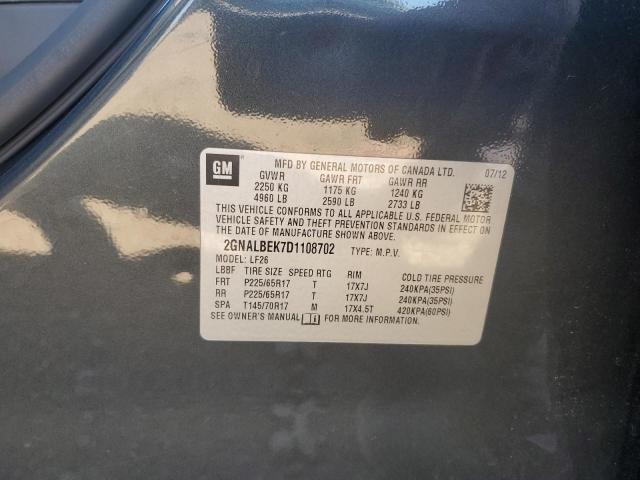 GM
MFD BY GENERAL MOTORS OF CANADA LTD. 07/12
GVWR GAWR FRT GAWR RR
2250 KG 1175 KG 1240 KG
4960 LB 2590 LB 2733 LB
THIS VEHICLE CONFORMS TO ALL APPLICABLE U.S. FEDERAL MOTOR
VEHICLE SAFETY AND THEFT PREVENTION STANDARDS IN EFFECT ON
THE DATE OF MANUFACTURE SHOWN ABOVE.
2GNALBEK7D1108702 TYPE: M.P.V.
MODEL: LF26
LBBF TIRE SIZE SPEED RTG RIM COLD TIRE PRESSURE
FRT P225/65R17 T 17X7J 240KPA(35PSI)
RR P225/65R17 T 17X7J 240KPA(35PSI)
SPA T145/70R17 M 17X4.5T 420KPA(60PSI)
SEE OWNER'S MANUAL i FOR MORE INFORMATION.